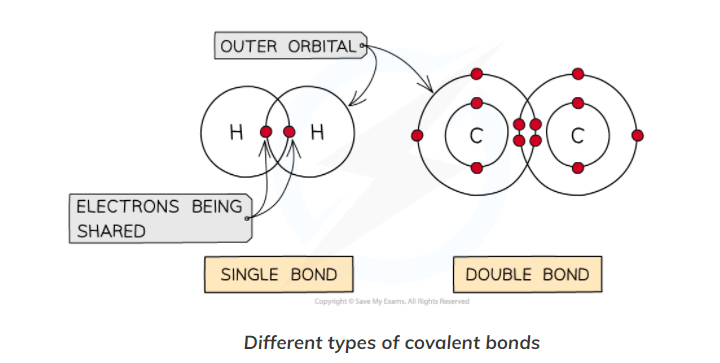 OUTER ORBITAL
H H
C C
ELECTRONS BEING
SHARED
SINGLE BOND
DOUBLE BOND
Copyright © Save My Exams. All Rights Reserved
Different types of covalent bonds